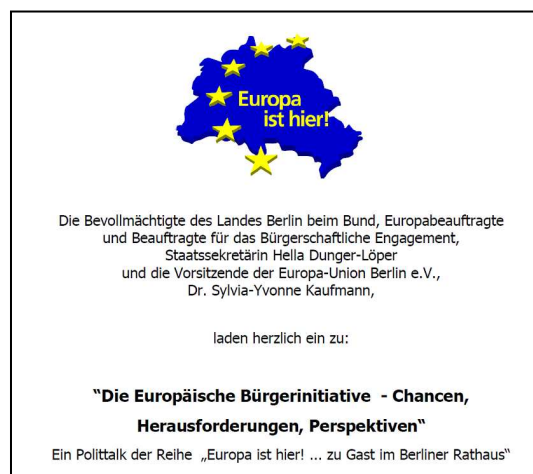 Europa
ist hier!
Die Bevollmächtigte des Landes Berlin beim Bund, Europabeauftragte
und Beauftragte für das Bürgerschaftliche Engagement,
Staatssekretärin Hella Dunger-Löper
und die Vorsitzende der Europa-Union Berlin e.V.,
Dr. Sylvia-Yvonne Kaufmann,
laden herzlich ein zu:
"Die Europäische Bürgerinitiative - Chancen,
Herausforderungen, Perspektiven"
Ein Polittalk der Reihe „Europa ist hier! ... zu Gast im Berliner Rathaus"